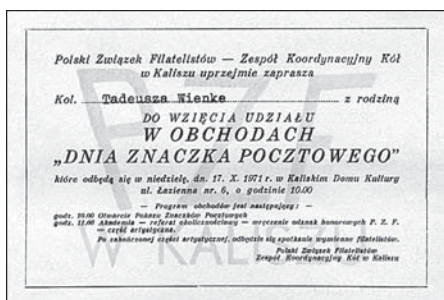 Polski Związek Filatelistów — Zespół Koordynacyjny Kół
w Kaliszu uprzejmie zaprasza
Kol. Tadeusza Wienke z rodziną
DO WZIĘCIA UDZIAŁU
W OBCHODACH
„DNIA ZNACZKA POCZTOWEGO”
które odbędą się w niedzielę, dn. 17. X. 1971 r. w Kaliskim Domu Kultury
ul. Łazienna nr. 6, o godzinie 10.00
— Program obchodów jest następujący: —
godz. 10.00 Otwarcie Pokazu Znaczków Pocztowych
godz. 11.00 Akademia — referat okolicznościowy — wręczenie odznak honorowych P. Z. F.
— część artystyczna.
Po zakończonej części artystycznej, odbędzie się spotkanie wymienne filatelistów.
Polski Związek Filatelistów
Zespół Koordynacyjny Kół w Kaliszu
PZF
W KALISZU